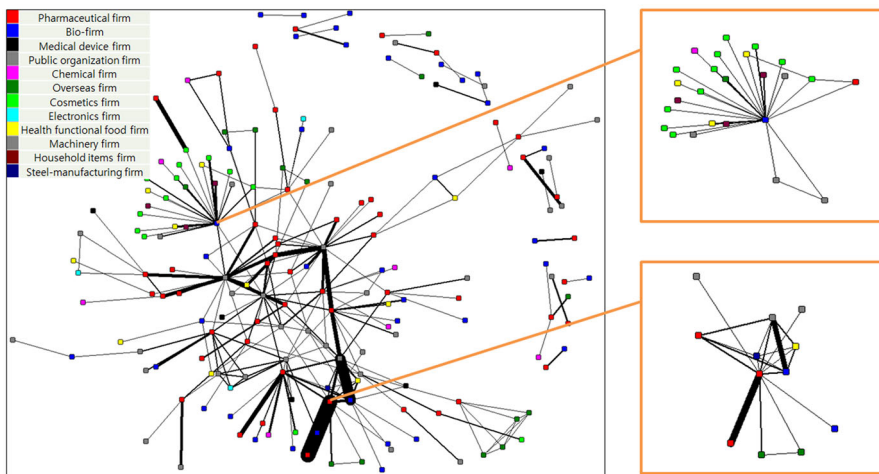 Pharmaceutical firm
Bio-firm
Medical device firm
Public organization firm
Chemical firm
Overseas firm
Cosmetics firm
Electronics firm
Health functional food firm
Machinery firm
Household items firm
Steel-manufacturing firm